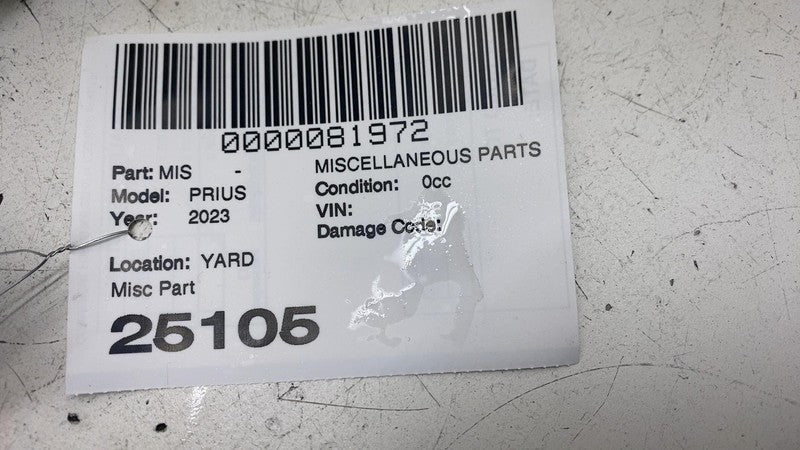 0000081972
Part: MIS - MISCELLANEOUS PARTS
Model: PRIUS Condition: 0cc
Year: 2023 VIN:
Damage Code:
Location: YARD
Misc Part
25105